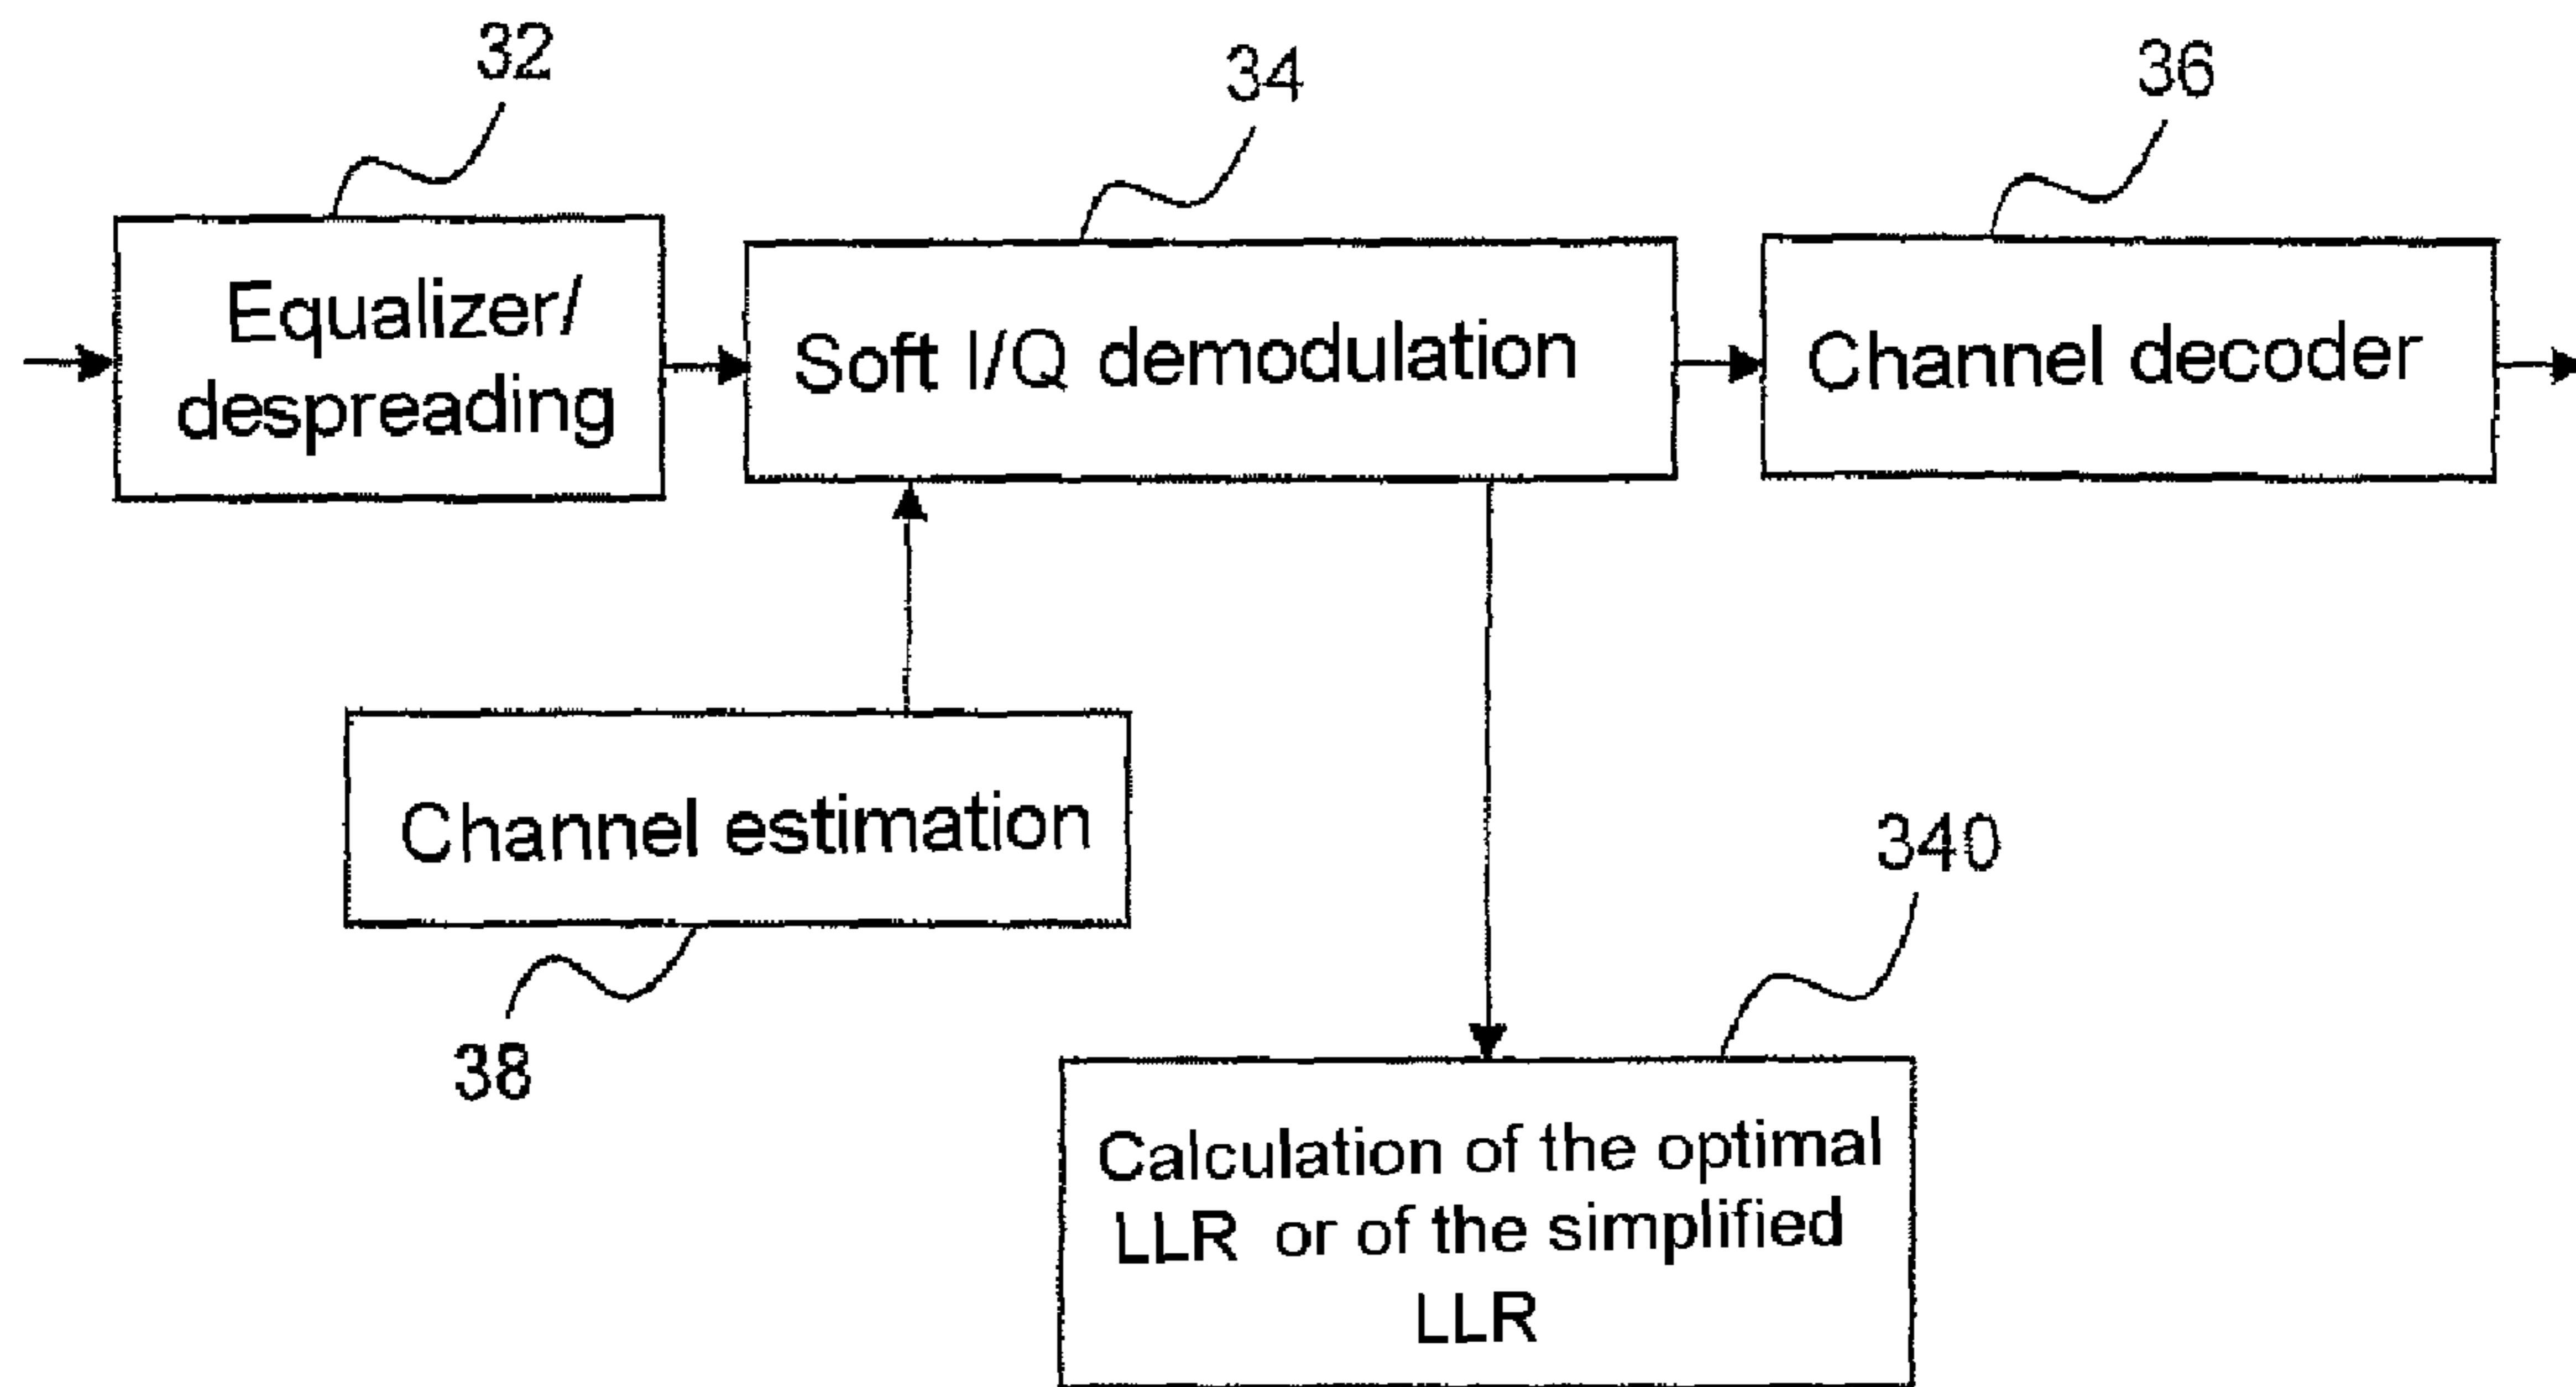 32
34
36
Equalizer/
despreading
Soft I/Q demodulation
Channel decoder
Channel estimation
38
340
Calculation of the optimal
LLR or of the simplified
LLR